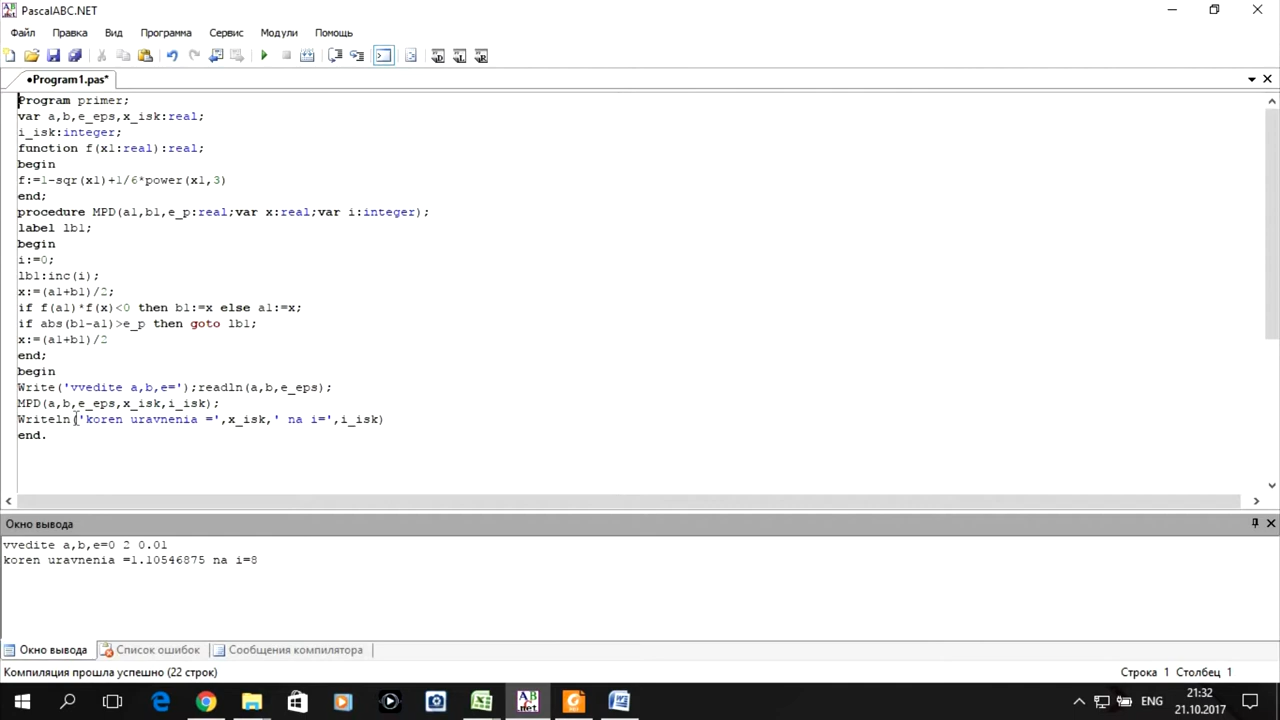 PascalABC.NET
Файл Правка Вид Программа Сервис Модули Помощь
•Program1.pas*
Program primer;
var a,b,e_eps,x_isk:real;
i_isk:integer;
function f(x1:real):real;
begin
f:=1-sqr(x1)+1/6*power(x1,3)
end;
procedure MPD(a1,b1,e_p:real;var x:real;var i:integer);
label lb1;
begin
i:=0;
lb1:inc(i);
x:=(a1+b1)/2;
if f(a1)*f(x)<0 then b1:=x else a1:=x;
if abs(b1-a1)>e_p then goto lb1;
x:=(a1+b1)/2
end;
begin
Write('vvedite a,b,e=');readln(a,b,e_eps);
MPD(a,b,e_eps,x_isk,i_isk);
Writeln('koren uravnenia =',x_isk,' na i=',i_isk)
end.
Окно вывода
vvedite a,b,e=0 2 0.01
koren uravnenia =1.10546875 na i=8
Окно вывода Список ошибок Сообщения компилятора
Компиляция прошла успешно (22 строк) Строка 1 Столбец 1
ENG 21:32
21.10.2017